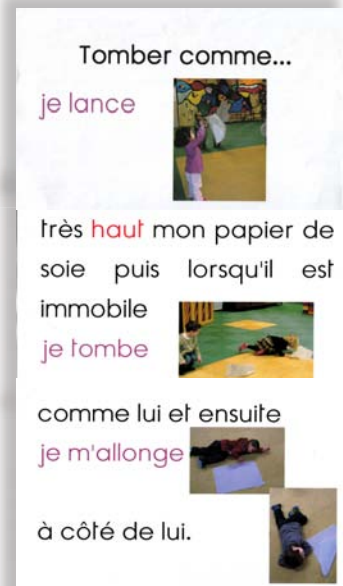 Tomber comme...
je lance
très haut mon papier de
soie puis lorsqu'il est
immobile
je tombe
comme lui et ensuite
je m'allonge
à côté de lui.